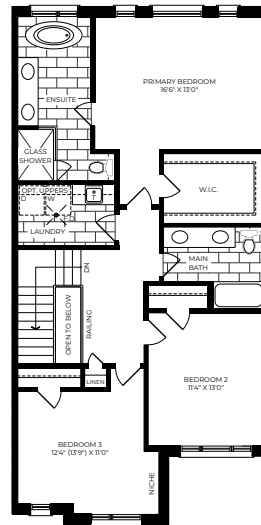 PRIMARY BEDROOM
16'6" X 13'0"
ENSUITE
GLASS
SHOWER
W.I.C.
OPT. UPPERS
D W
T
LAUNDRY
MAIN
BATH
DN
OPEN TO BELOW
RAILING
LINEN
BEDROOM 2
11'4" X 13'0"
BEDROOM 3
12'4" (13'9") X 11'0"
NICHE